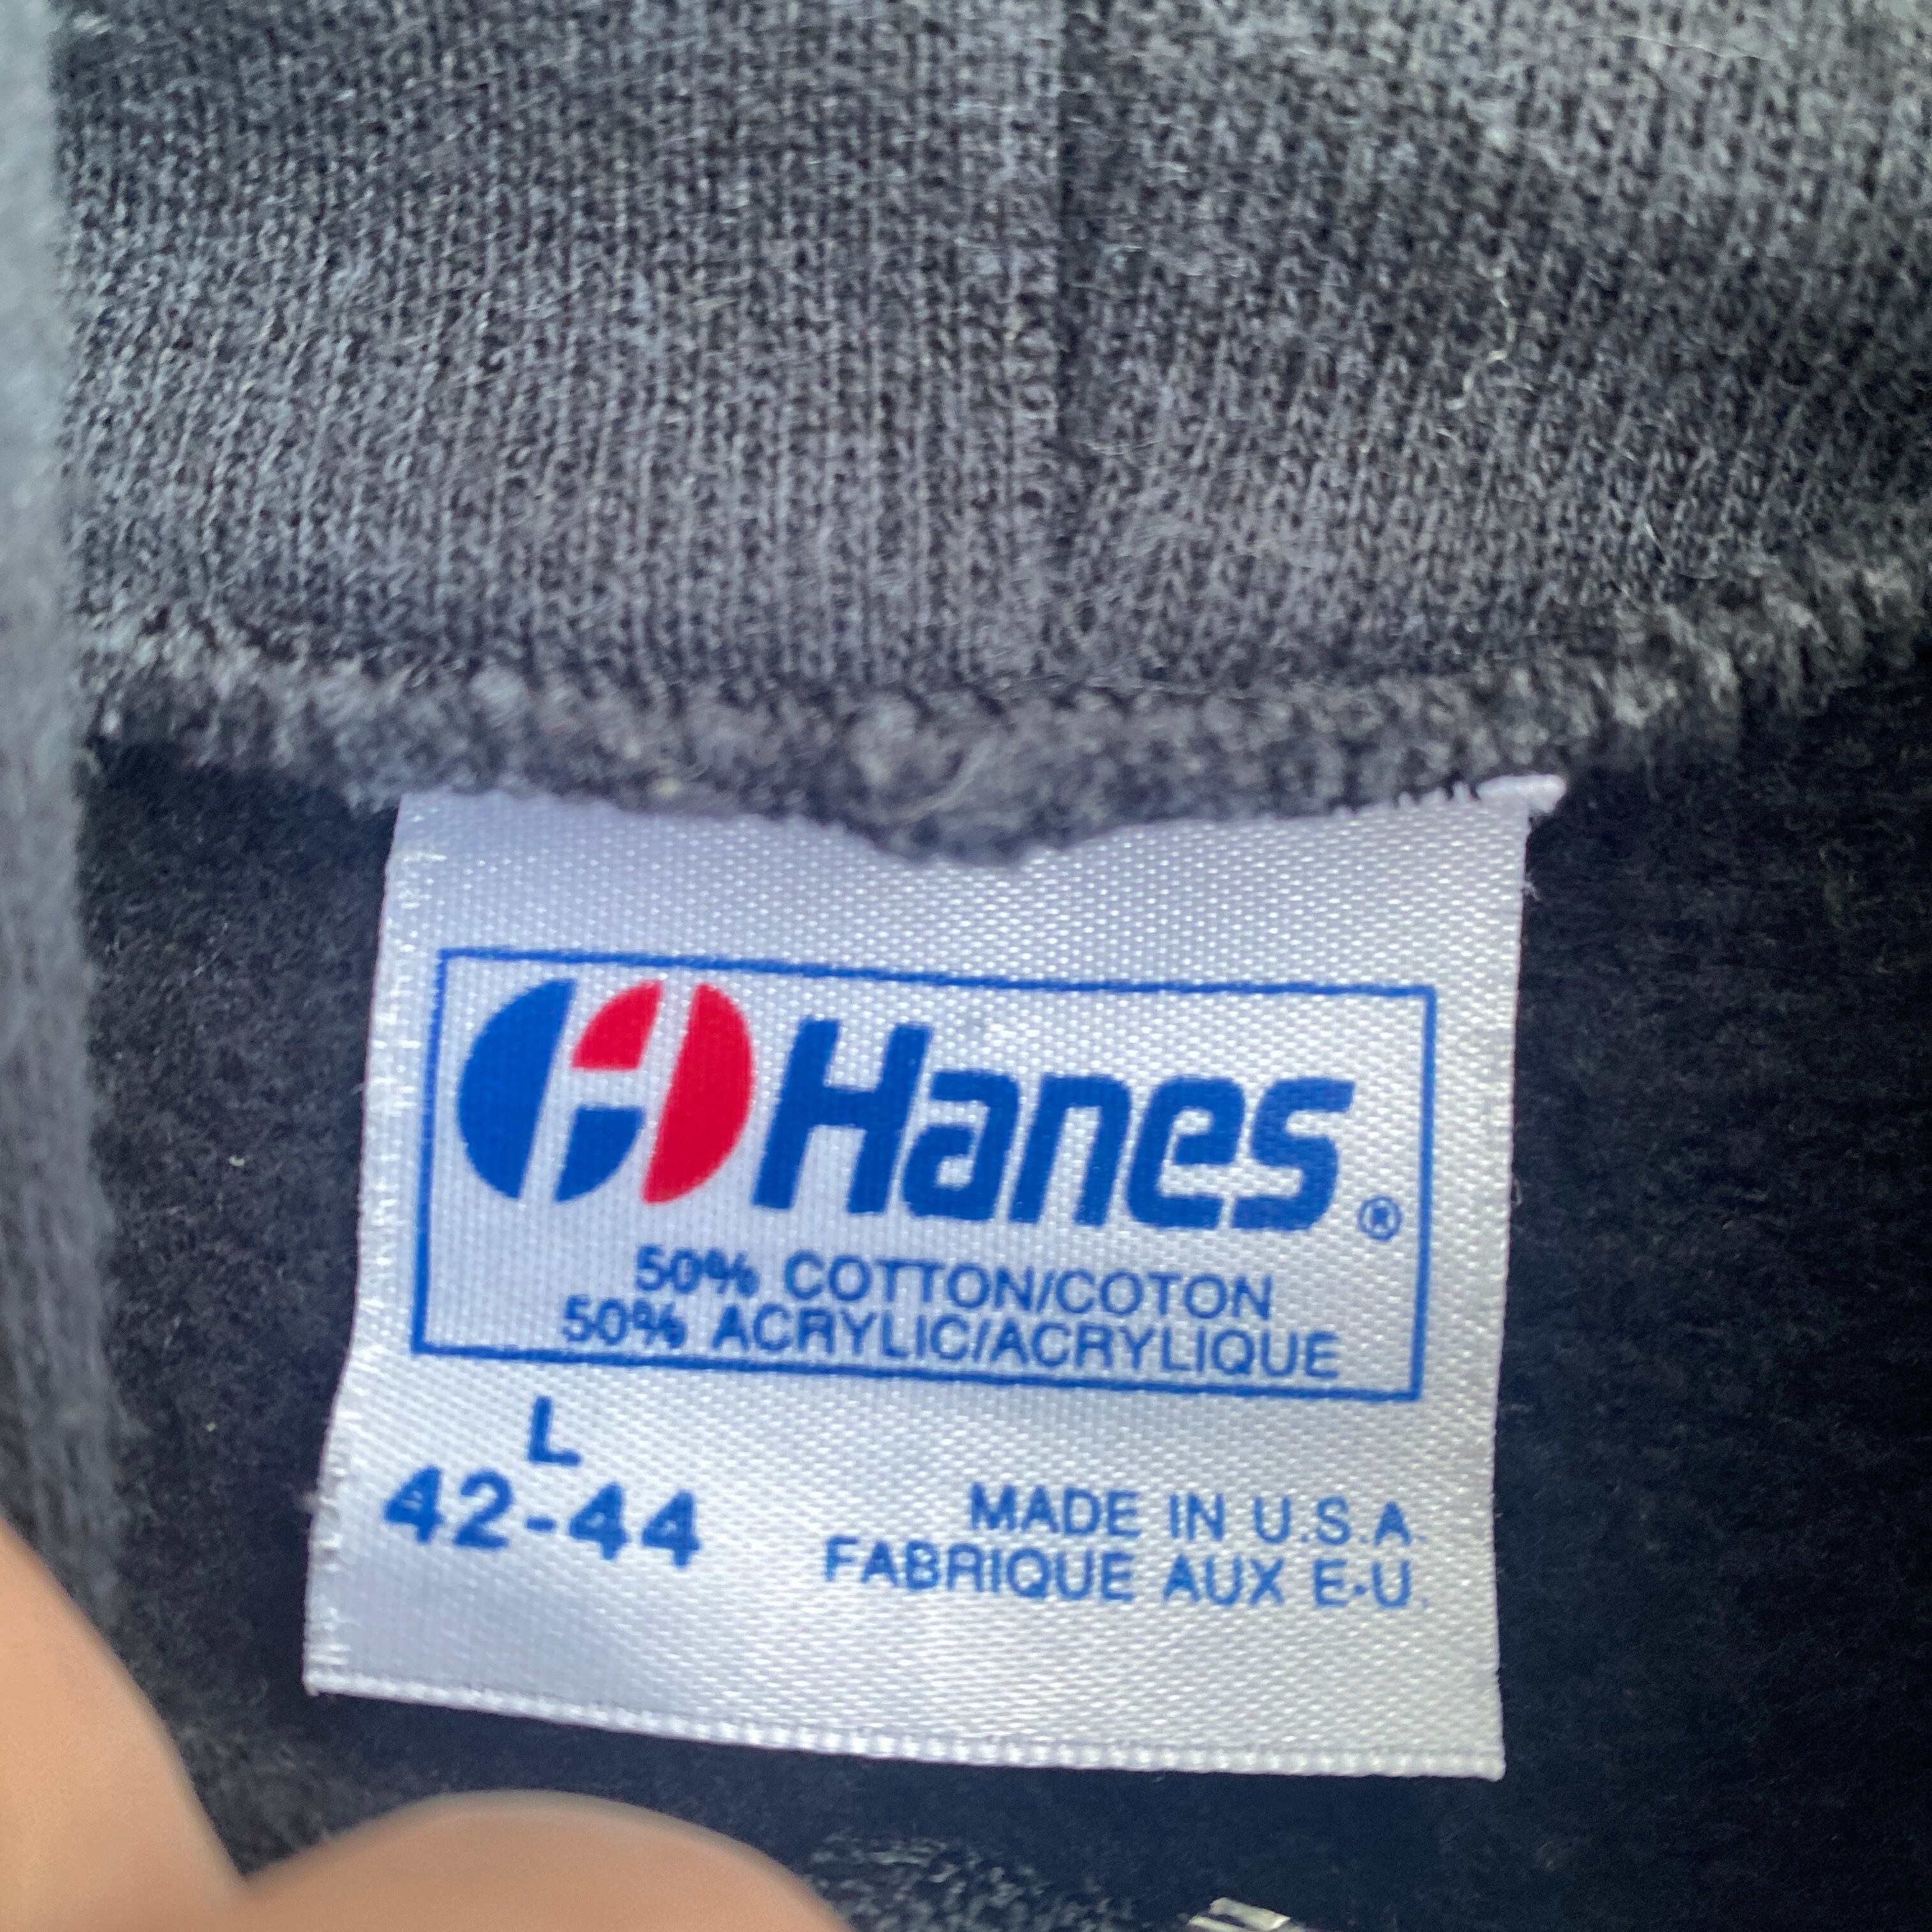 Hanes®
50% COTTON/COTON
50% ACRYLIC/ACRYLIQUE
L
42-44
MADE IN U.S.A.
FABRIQUE AUX E-U.